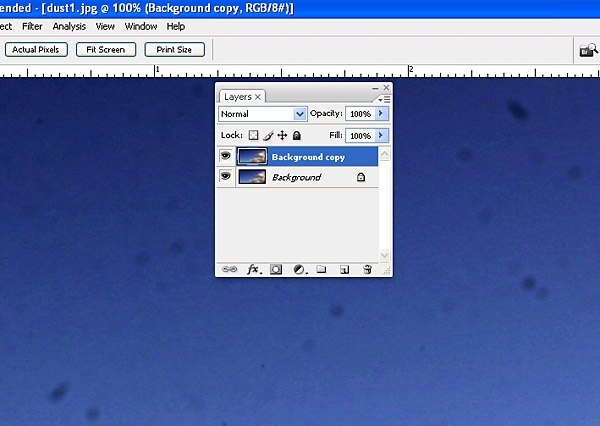 ended - [dust1.jpg @ 100% (Background copy, RGB/8#)]
ect Filter Analysis View Window Help
Actual Pixels Fit Screen Print Size
1 2
Layers
Normal Opacity: 100%
Lock: Fill: 100%
Background copy
Background
fx.